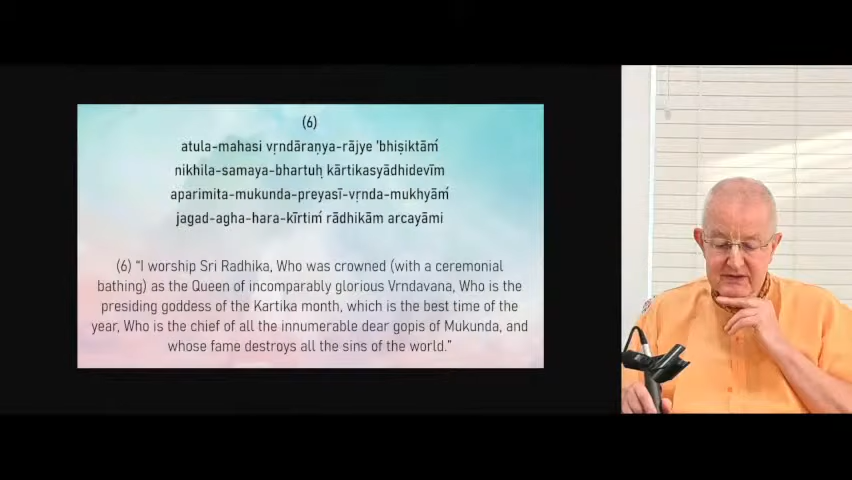 (6)
atula-mahasi vṛndāraṇya-rājye 'bhiṣiktāḿ
nikhila-samaya-bhartuḥ kārtikasyādhidevīm
aparimita-mukunda-preyasī-vṛnda-mukhyāḿ
jagad-agha-hara-kīrtiḿ rādhikām arcayāmi
(6) "I worship Sri Radhika, Who was crowned (with a ceremonial
bathing) as the Queen of incomparably glorious Vrndavana, Who is the
presiding goddess of the Kartika month, which is the best time of the
year, Who is the chief of all the innumerable dear gopis of Mukunda, and
whose fame destroys all the sins of the world."